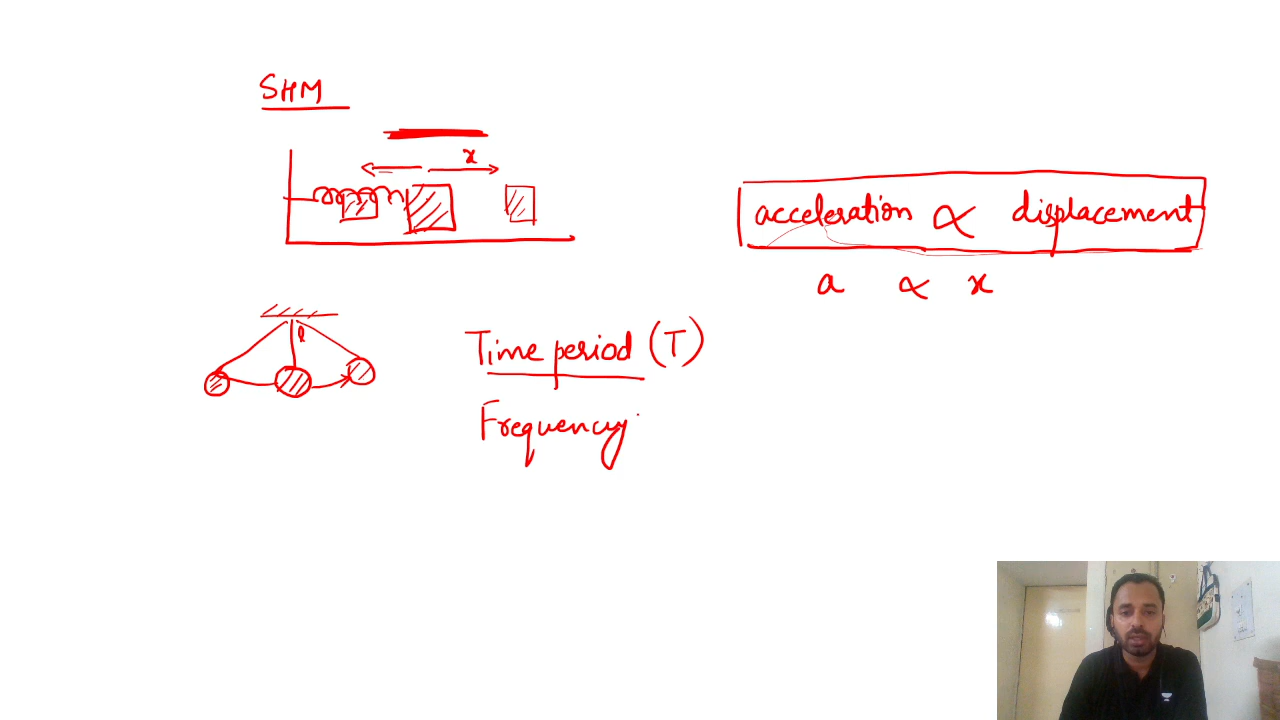 SHM
x
acceleration ∝ displacement
a ∝ x
l
Time period (T)
Frequency